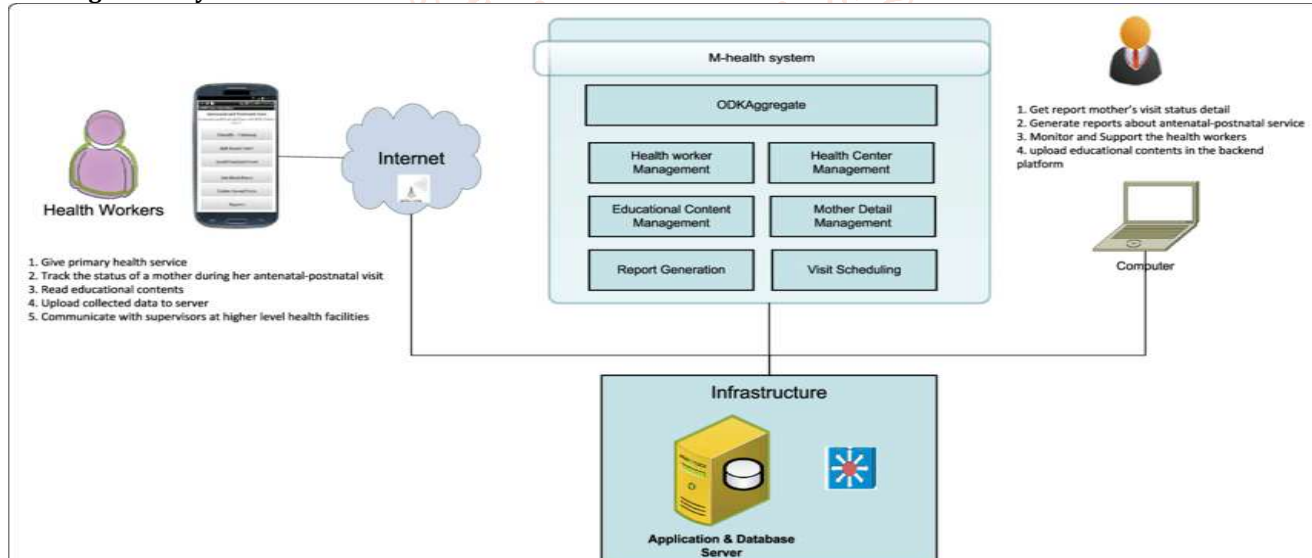 M-health system
ODKAggregate
Health worker
Management
Health Center
Management
Educational Content
Management
Mother Detail
Management
Report Generation
Visit Scheduling
Internet
Health Workers
1. Give primary health service
2. Track the status of a mother during her antenatal-postnatal visit
3. Read educational contents
4. Upload collected data to server
5. Communicate with supervisors at higher level health facilities
1. Get report mother's visit status detail
2. Generate reports about antenatal-postnatal service
3. Monitor and Support the health workers
4. upload educational contents in the backend
platform
Computer
Infrastructure
Application & Database
Server